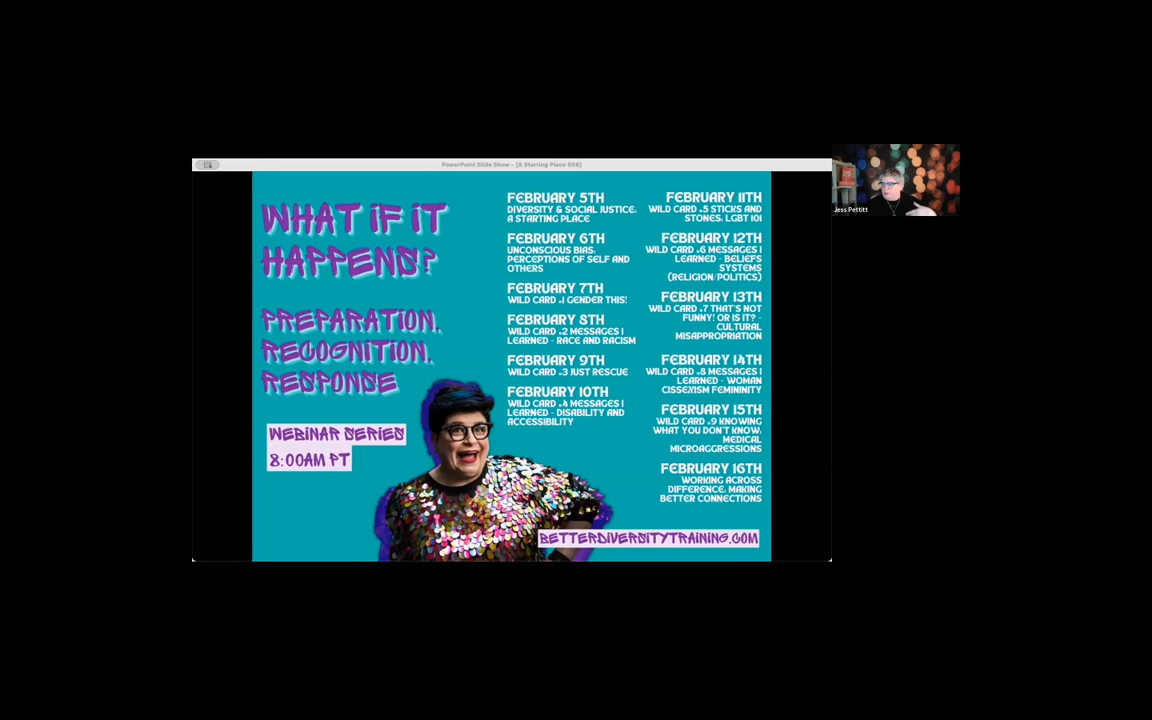 PowerPoint Slide Show - [A Starting Place SDS]
WHAT IF IT
HAPPENS?
PREPARATION,
RECOGNITION,
RESPONSE
WEBINAR SERIES
8:00AM PT
FEBRUARY 5TH
DIVERSITY & SOCIAL JUSTICE,
A STARTING PLACE
FEBRUARY 6TH
UNCONSCIOUS BIAS,
PERCEPTIONS OF SELF AND
OTHERS
FEBRUARY 7TH
WILD CARD .1 GENDER THIS!
FEBRUARY 8TH
WILD CARD .2 MESSAGES I
LEARNED - RACE AND RACISM
FEBRUARY 9TH
WILD CARD .3 JUST RESCUE
FEBRUARY 10TH
WILD CARD .4 MESSAGES I
LEARNED - DISABILITY AND
ACCESSIBILITY
FEBRUARY 11TH
WILD CARD .5 STICKS AND
STONES, LGBT 101
FEBRUARY 12TH
WILD CARD .6 MESSAGES I
LEARNED - BELIEFS
SYSTEMS
(RELIGION/POLITICS)
FEBRUARY 13TH
WILD CARD .7 THAT'S NOT
FUNNY! OR IS IT? -
CULTURAL
MISAPPROPRIATION
FEBRUARY 14TH
WILD CARD .8 MESSAGES I
LEARNED - WOMAN
CISSEXISM FEMININITY
FEBRUARY 15TH
WILD CARD .9 KNOWING
WHAT YOU DON'T KNOW,
MEDICAL
MICROAGGRESSIONS
FEBRUARY 16TH
WORKING ACROSS
DIFFERENCE, MAKING
BETTER CONNECTIONS
BETTERDIVERSITYTRAINING.COM
Jess Pettitt